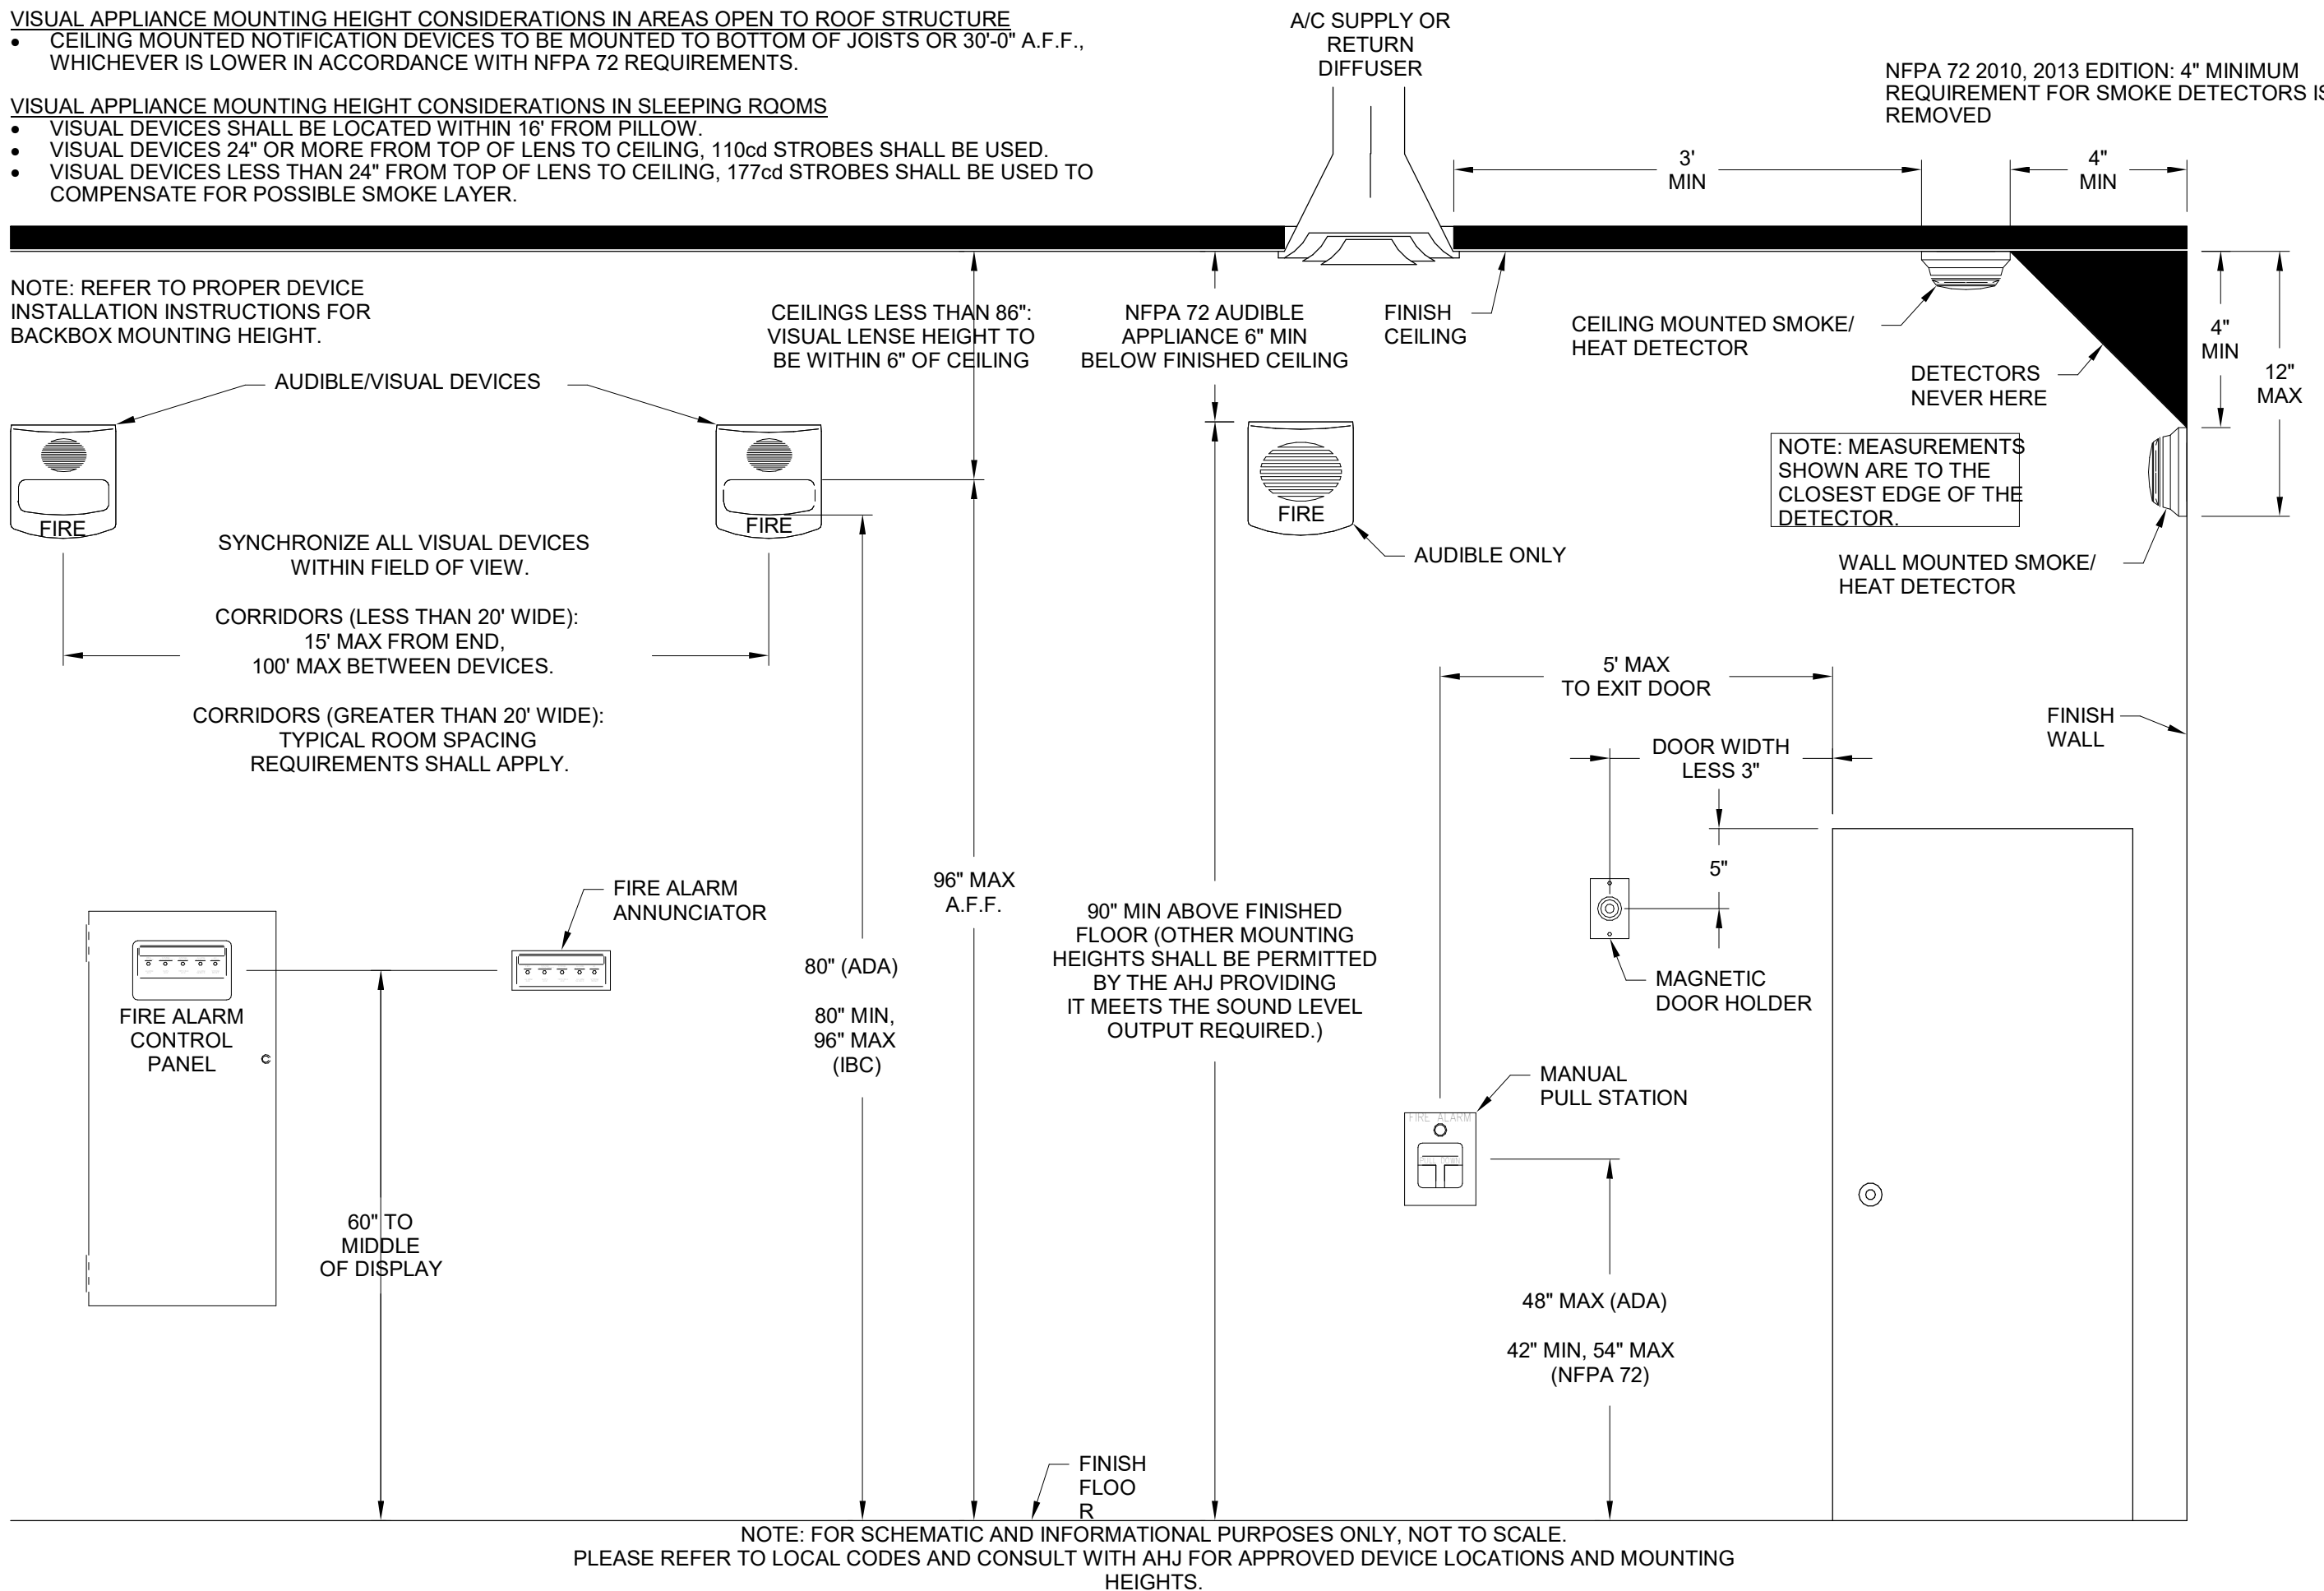 VISUAL APPLIANCE MOUNTING HEIGHT CONSIDERATIONS IN AREAS OPEN TO ROOF STRUCTURE
• CEILING MOUNTED NOTIFICATION DEVICES TO BE MOUNTED TO BOTTOM OF JOISTS OR 30'-0" A.F.F.,
WHICHEVER IS LOWER IN ACCORDANCE WITH NFPA 72 REQUIREMENTS.
VISUAL APPLIANCE MOUNTING HEIGHT CONSIDERATIONS IN SLEEPING ROOMS
• VISUAL DEVICES SHALL BE LOCATED WITHIN 16' FROM PILLOW.
• VISUAL DEVICES 24" OR MORE FROM TOP OF LENS TO CEILING, 110cd STROBES SHALL BE USED.
• VISUAL DEVICES LESS THAN 24" FROM TOP OF LENS TO CEILING, 177cd STROBES SHALL BE USED TO
COMPENSATE FOR POSSIBLE SMOKE LAYER.
A/C SUPPLY OR
RETURN
DIFFUSER
NFPA 72 2010, 2013 EDITION: 4" MINIMUM
REQUIREMENT FOR SMOKE DETECTORS IS
REMOVED
3'
MIN
4"
MIN
NOTE: REFER TO PROPER DEVICE
INSTALLATION INSTRUCTIONS FOR
BACKBOX MOUNTING HEIGHT.
CEILINGS LESS THAN 86":
VISUAL LENSE HEIGHT TO
BE WITHIN 6" OF CEILING
NFPA 72 AUDIBLE
APPLIANCE 6" MIN
BELOW FINISHED CEILING
FINISH
CEILING
CEILING MOUNTED SMOKE/
HEAT DETECTOR
4"
MIN
12"
MAX
DETECTORS
NEVER HERE
AUDIBLE/VISUAL DEVICES
NOTE: MEASUREMENTS
SHOWN ARE TO THE
CLOSEST EDGE OF THE
DETECTOR.
FIRE
FIRE
FIRE
AUDIBLE ONLY
WALL MOUNTED SMOKE/
HEAT DETECTOR
SYNCHRONIZE ALL VISUAL DEVICES
WITHIN FIELD OF VIEW.
CORRIDORS (LESS THAN 20' WIDE):
15' MAX FROM END,
100' MAX BETWEEN DEVICES.
CORRIDORS (GREATER THAN 20' WIDE):
TYPICAL ROOM SPACING
REQUIREMENTS SHALL APPLY.
5' MAX
TO EXIT DOOR
FINISH
WALL
DOOR WIDTH
LESS 3"
5"
MAGNETIC
DOOR HOLDER
FIRE ALARM
ANNUNCIATOR
96" MAX
A.F.F.
90" MIN ABOVE FINISHED
FLOOR (OTHER MOUNTING
HEIGHTS SHALL BE PERMITTED
BY THE AHJ PROVIDING
IT MEETS THE SOUND LEVEL
OUTPUT REQUIRED.)
80" (ADA)
80" MIN,
96" MAX
(IBC)
FIRE ALARM
CONTROL
PANEL
MANUAL
PULL STATION
FIRE ALARM
PULL DOWN
60" TO
MIDDLE
OF DISPLAY
48" MAX (ADA)
42" MIN, 54" MAX
(NFPA 72)
FINISH
FLOO
R
NOTE: FOR SCHEMATIC AND INFORMATIONAL PURPOSES ONLY, NOT TO SCALE.
PLEASE REFER TO LOCAL CODES AND CONSULT WITH AHJ FOR APPROVED DEVICE LOCATIONS AND MOUNTING
HEIGHTS.